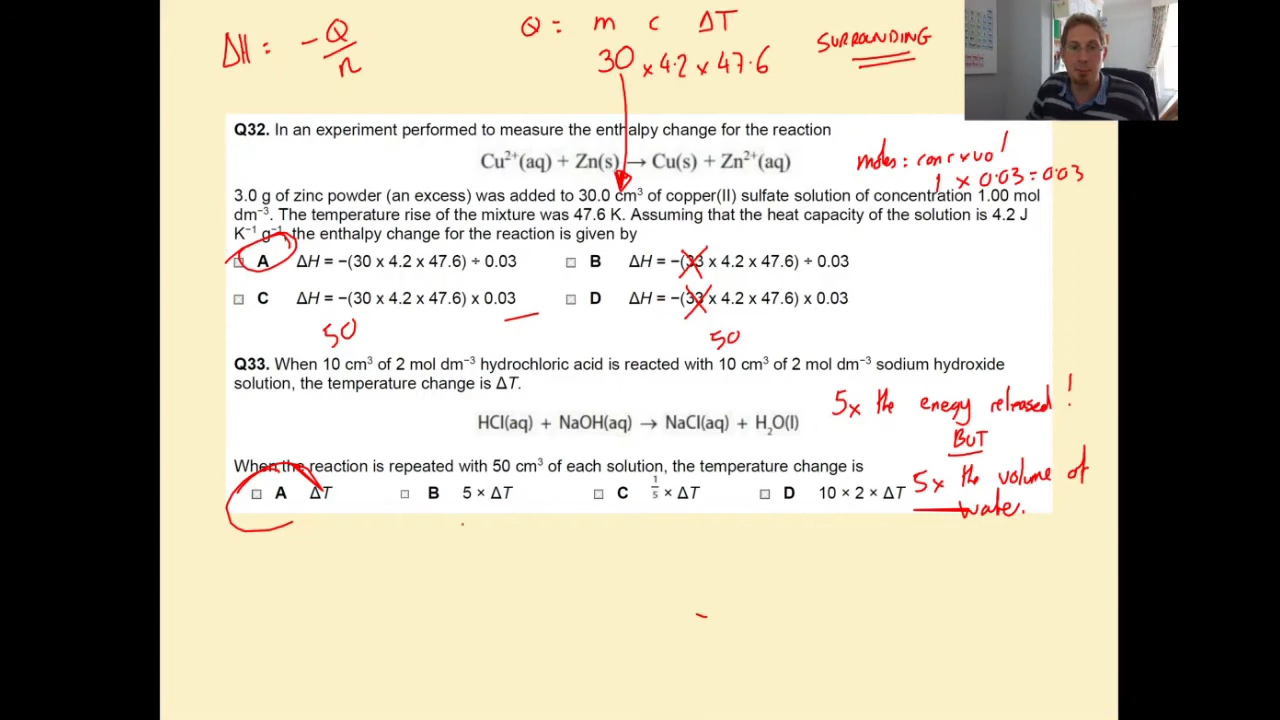 ΔH = -Q/n
Q = m c ΔT
30 x 4.2 x 47.6
SURROUNDING
Q32. In an experiment performed to measure the enthalpy change for the reaction
Cu²⁺(aq) + Zn(s) → Cu(s) + Zn²⁺(aq)
moles = conc x vol
1 x 0.03 = 0.03
3.0 g of zinc powder (an excess) was added to 30.0 cm³ of copper(II) sulfate solution of concentration 1.00 mol
dm⁻³. The temperature rise of the mixture was 47.6 K. Assuming that the heat capacity of the solution is 4.2 J
K⁻¹ g⁻¹, the enthalpy change for the reaction is given by
A ΔH = −(30 x 4.2 x 47.6) ÷ 0.03 B ΔH = −(33 x 4.2 x 47.6) ÷ 0.03
C ΔH = −(30 x 4.2 x 47.6) x 0.03 D ΔH = −(33 x 4.2 x 47.6) x 0.03
50 50
Q33. When 10 cm³ of 2 mol dm⁻³ hydrochloric acid is reacted with 10 cm³ of 2 mol dm⁻³ sodium hydroxide
solution, the temperature change is ΔT.
HCl(aq) + NaOH(aq) → NaCl(aq) + H₂O(l)
When the reaction is repeated with 50 cm³ of each solution, the temperature change is
A ΔT B 5 × ΔT C 1/5 × ΔT D 10 × 2 × ΔT
5x the enegy released!
BUT
5x the volume of
water.